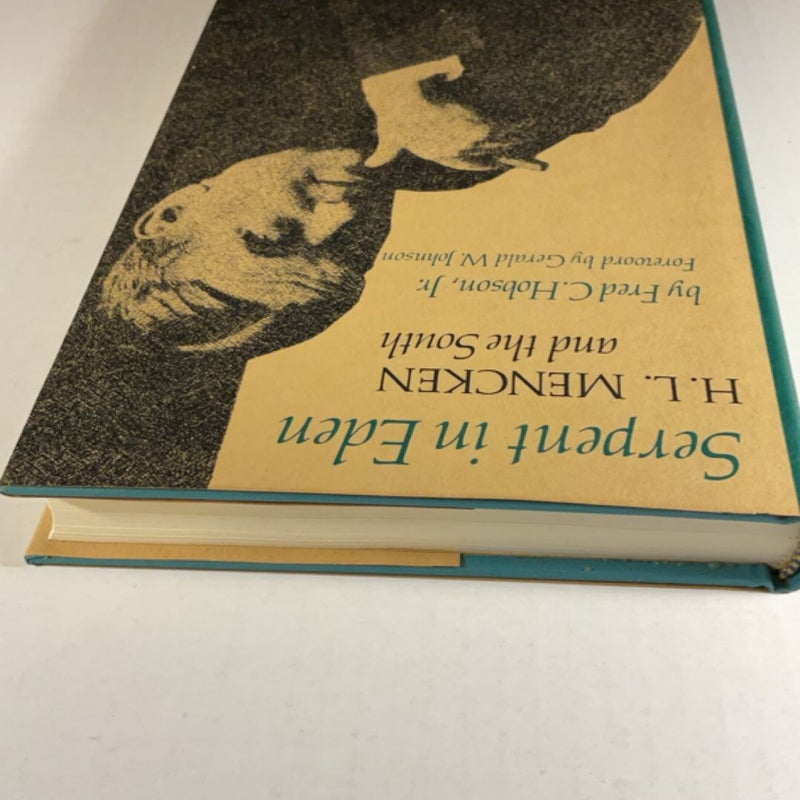 Serpent in Eden
H.L. MENCKEN
and the South
by Fred C. Hobson, Jr.
Foreword by Gerald W. Johnson